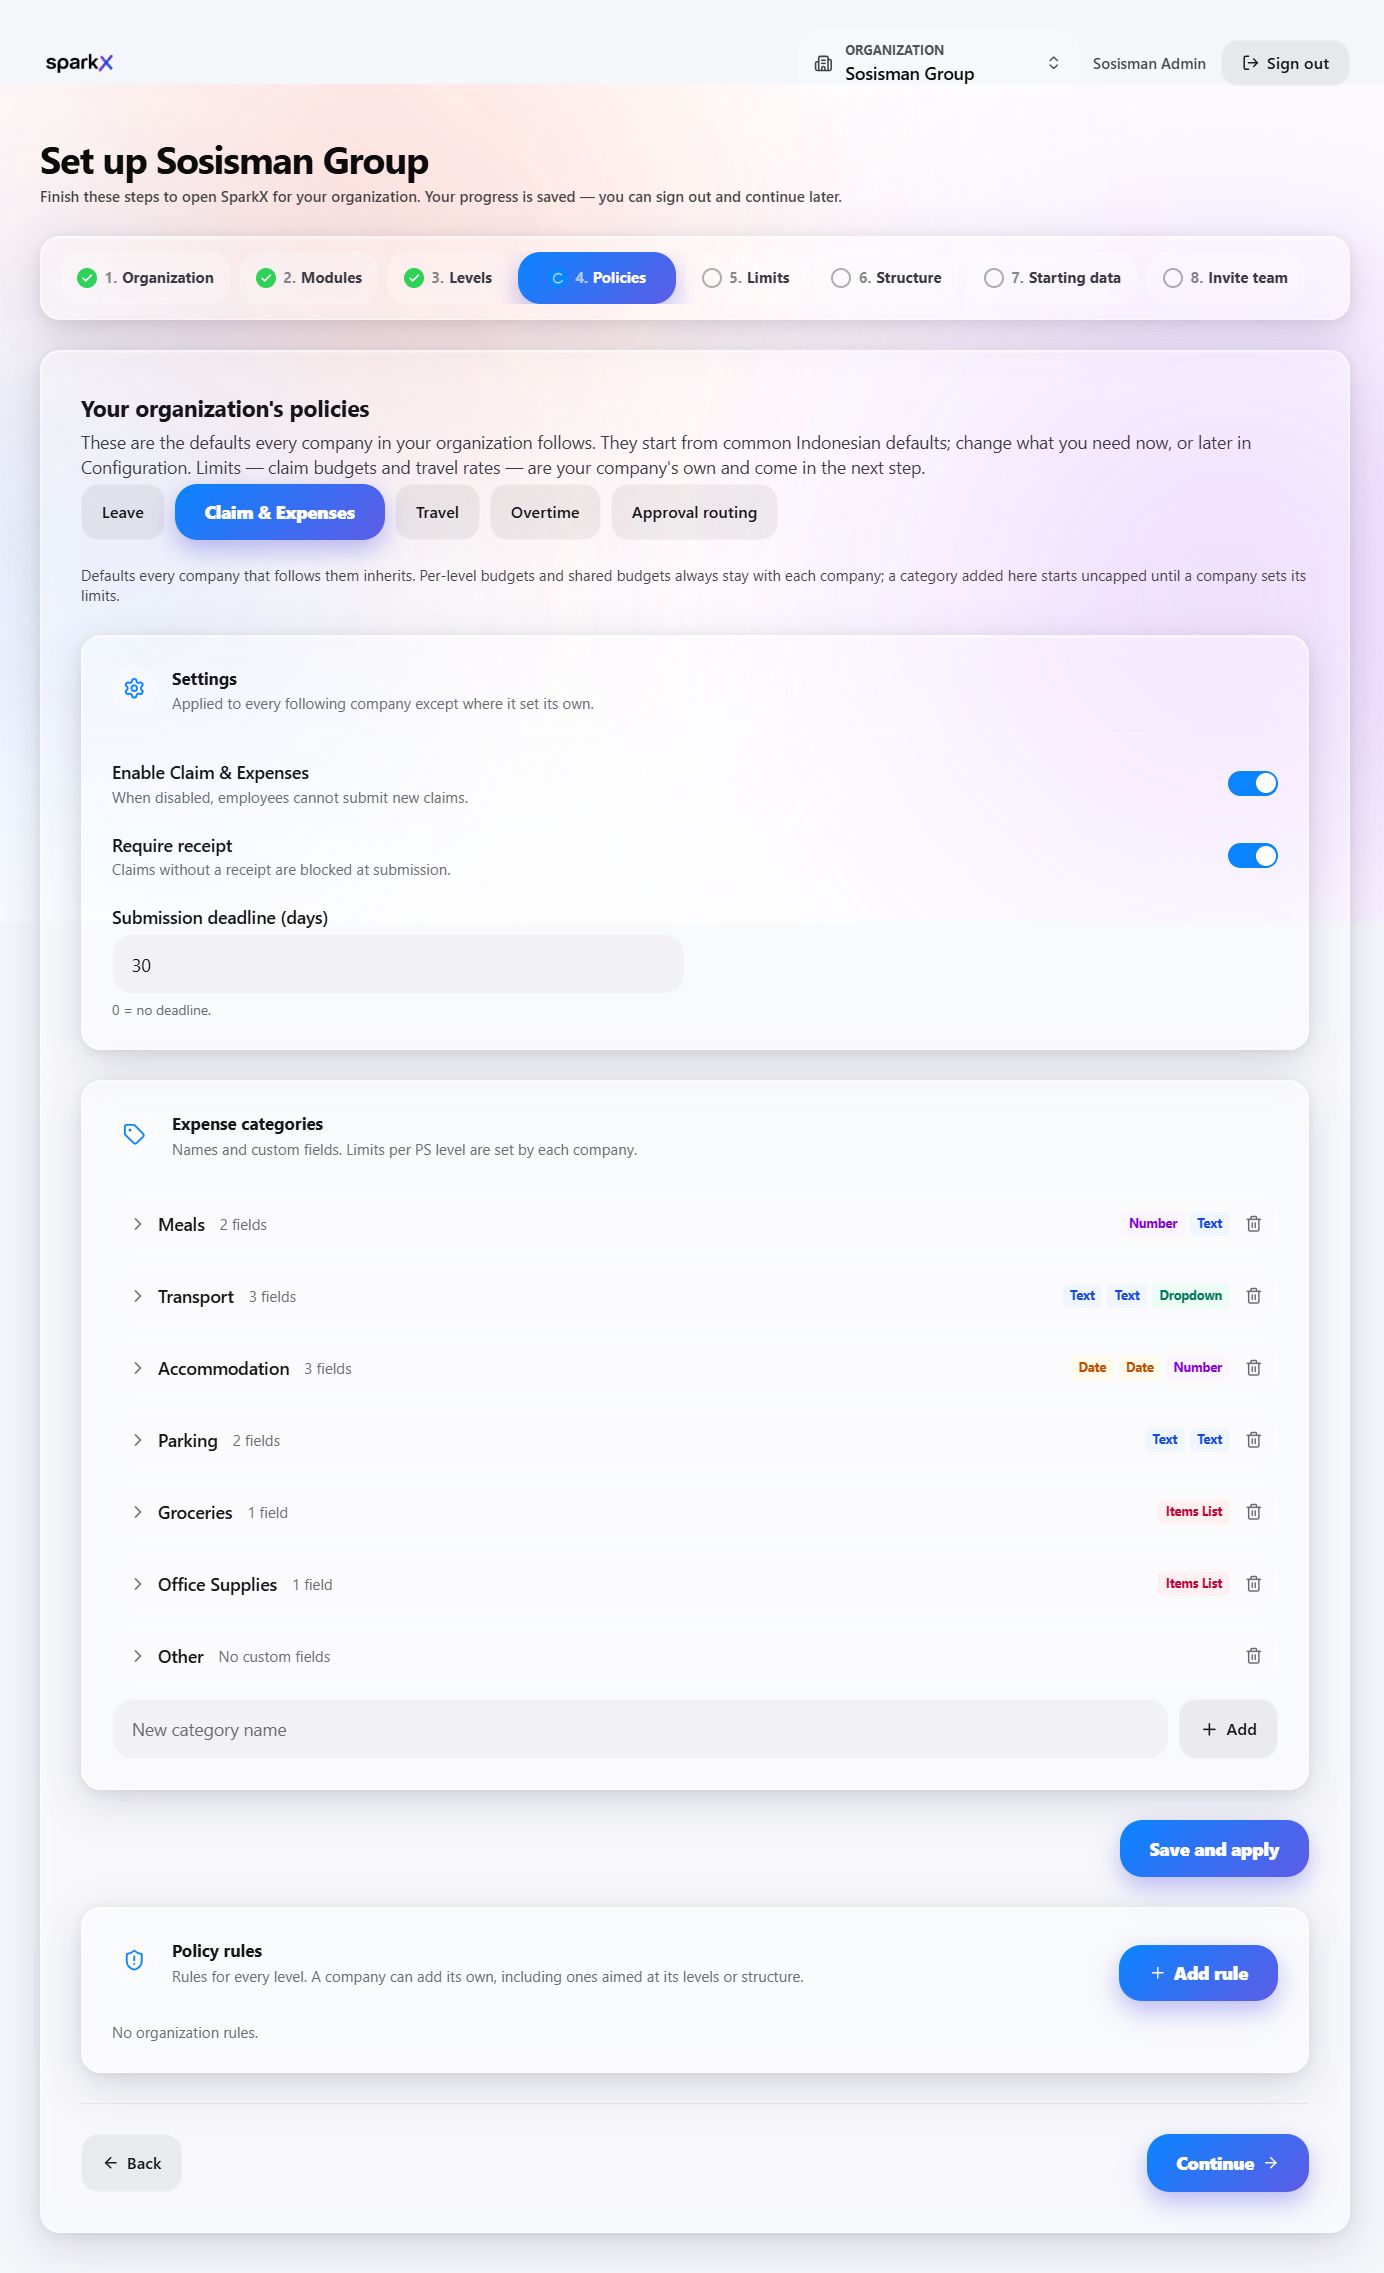 sparkX
ORGANIZATION
Sosisman Group
Sosisman Admin
Sign out
Set up Sosisman Group
Finish these steps to open SparkX for your organization. Your progress is saved — you can sign out and continue later.
1. Organization
2. Modules
3. Levels
4. Policies
5. Limits
6. Structure
7. Starting data
8. Invite team
Your organization's policies
These are the defaults every company in your organization follows. They start from common Indonesian defaults; change what you need now, or later in
Configuration. Limits — claim budgets and travel rates — are your company's own and come in the next step.
Leave
Claim & Expenses
Travel
Overtime
Approval routing
Defaults every company that follows them inherits. Per-level budgets and shared budgets always stay with each company; a category added here starts uncapped until a company sets its
limits.
Settings
Applied to every following company except where it set its own.
Enable Claim & Expenses
When disabled, employees cannot submit new claims.
Require receipt
Claims without a receipt are blocked at submission.
Submission deadline (days)
30
0 = no deadline.
Expense categories
Names and custom fields. Limits per PS level are set by each company.
Meals 2 fields Number Text
Transport 3 fields Text Text Dropdown
Accommodation 3 fields Date Date Number
Parking 2 fields Text Text
Groceries 1 field Items List
Office Supplies 1 field Items List
Other No custom fields
New category name
Add
Save and apply
Policy rules
Rules for every level. A company can add its own, including ones aimed at its levels or structure.
Add rule
No organization rules.
Back
Continue